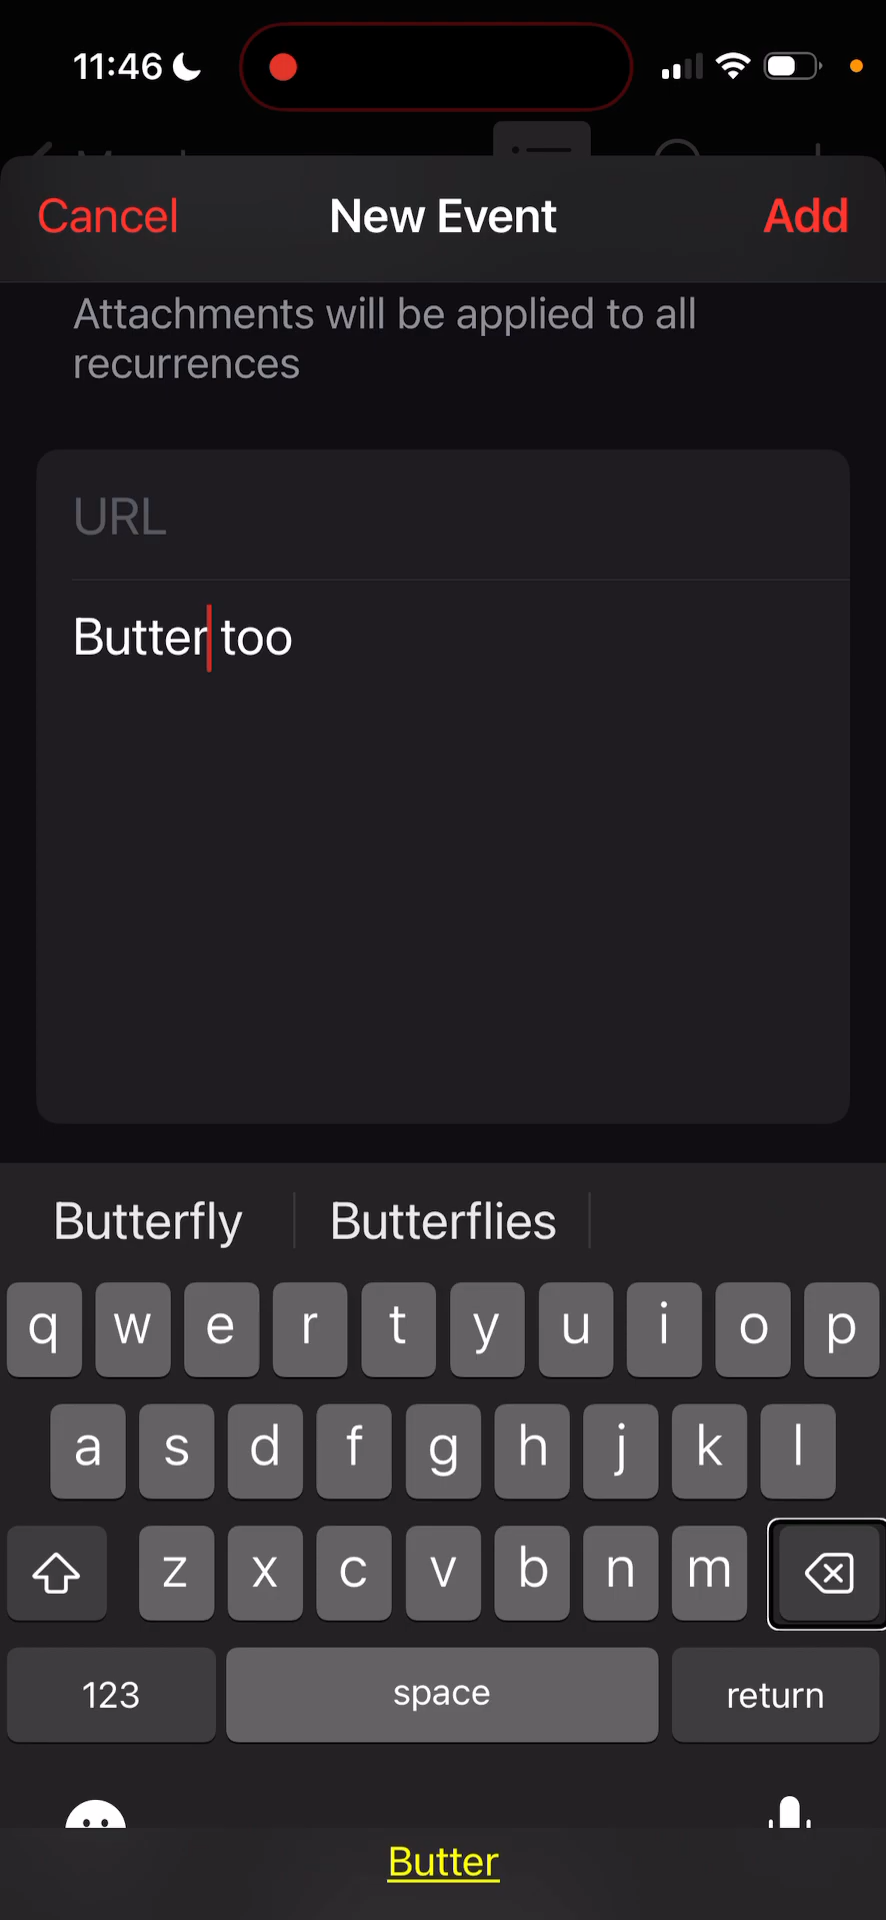 11:46
Cancel New Event Add
Attachments will be applied to all
recurrences
URL
Butter too
Butterfly Butterflies
q w e r t y u i o p
a s d f g h j k l
z x c v b n m
123 space return
Butter